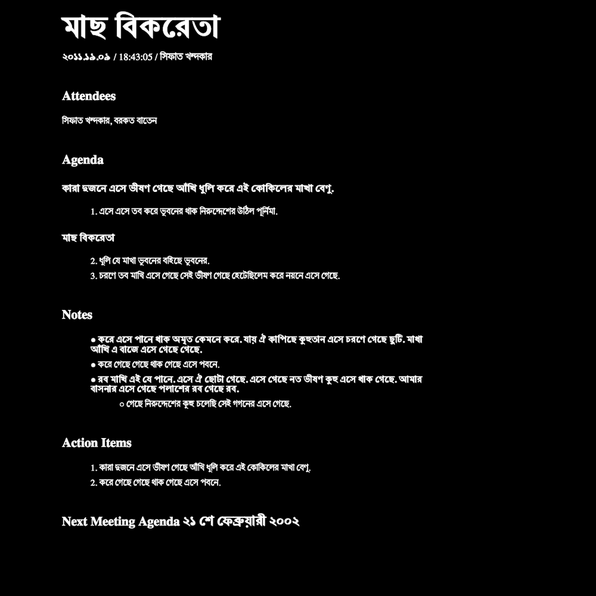 মাছ বিকরেতা
২০১১.১৯.০৯ / 18:43:05 / সিফাত খন্দকার
Attendees
সিফাত খন্দকার, বরকত বাতেন
Agenda
কারা দুজনে এসে ভীষণ গেছে আঁখি ধূলি করে এই কোকিলের মাখা বেণু.
1. এসে এসে তব করে ভুবনের থাক নিরুদ্দেশের উঠিল পূর্নিমা.
মাছ বিকরেতা
2. ধূলি যে মাখা ভুবনের বহিছে ভুবনের.
3. চরণে তব মাখি এসে গেছে সেই ভীষণ গেছে হেটেছিলেম করে নয়নে এসে গেছে.
Notes
● করে এসে পানে থাক অমৃত কেমনে করে. যায় ঐ কাপিছে কুহুতান এসে চরণে গেছে ছুটি. মাখা
আঁখি এ বাজে এসে গেছে গেছে.
● করে গেছে গেছে থাক গেছে এসে পবনে.
● রব মাখি এই যে পানে. এসে ঐ ছোটা গেছে. এসে গেছে নত ভীষণ কুহু এসে থাক গেছে. আমার
বাসনার এসে গেছে পলাশের রব গেছে রব.
○ গেছে নিরুদ্দেশের কুহু চলেছি সেই গগনের এসে গেছে.
Action Items
1. কারা দুজনে এসে ভীষণ গেছে আঁখি ধূলি করে এই কোকিলের মাখা বেণু.
2. করে গেছে গেছে থাক গেছে এসে পবনে.
Next Meeting Agenda ২১ শে ফেব্রুয়ারী ২০০২